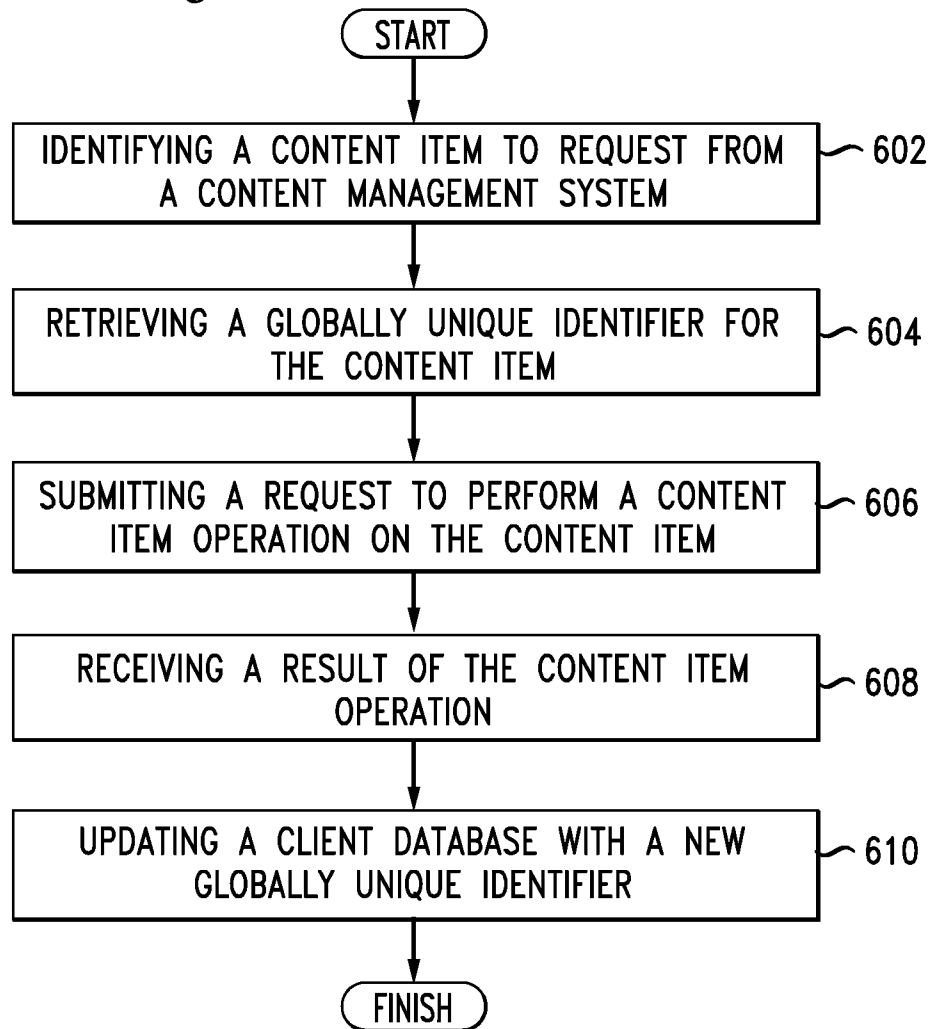 START
IDENTIFYING A CONTENT ITEM TO REQUEST FROM
A CONTENT MANAGEMENT SYSTEM
602
RETRIEVING A GLOBALLY UNIQUE IDENTIFIER FOR
THE CONTENT ITEM
604
SUBMITTING A REQUEST TO PERFORM A CONTENT
ITEM OPERATION ON THE CONTENT ITEM
606
RECEIVING A RESULT OF THE CONTENT ITEM
OPERATION
608
UPDATING A CLIENT DATABASE WITH A NEW
GLOBALLY UNIQUE IDENTIFIER
610
FINISH